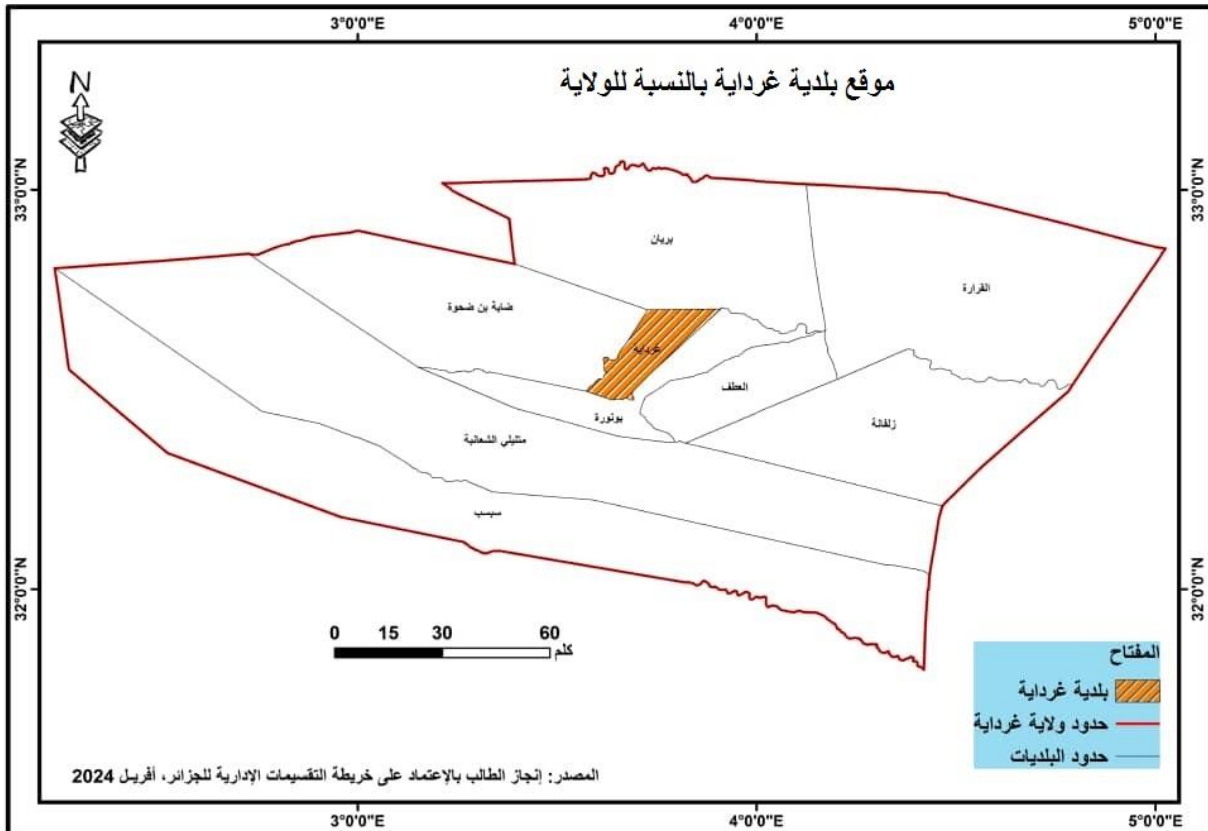 3°0'0"E 4°0'0"E 5°0'0"E
موقع بلدية غرداية بالنسبة للولاية
N
33°0'0"N 33°0'0"N
بريان
القرارة
ضاية بن ضحوة
غرداية
العطف
بونورة
زلفانة
متليلي الشعانبة
سبسب
32°0'0"N 32°0'0"N
0 15 30 60
كلم
المفتاح
بلدية غرداية
حدود ولاية غرداية
حدود البلديات
المصدر: إنجاز الطالب بالإعتماد على خريطة التقسيمات الإدارية للجزائر، أفريل 2024
3°0'0"E 4°0'0"E 5°0'0"E